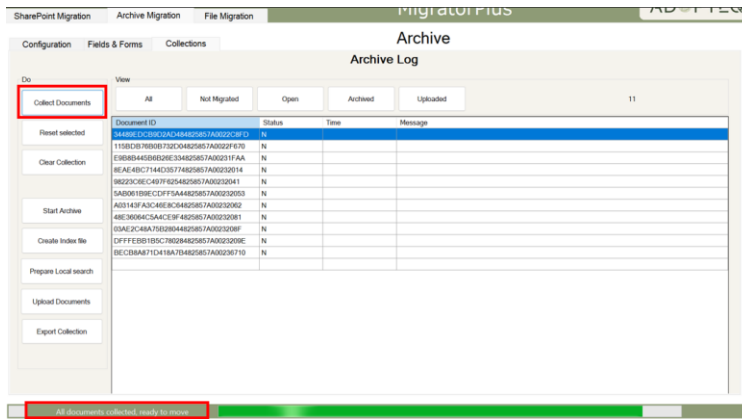 SharePoint Migration Archive Migration File Migration MigratorPlus
Configuration Fields & Forms Collections Archive
Archive Log
Do View
Collect Documents All Not Migrated Open Archived Uploaded 11
Document ID Status Time Message
34489EDCB9D2AD484825857A0022C8FD N
Reset selected
115BDB76B0B732D04825857A0022F670 N
E9B8B445B6B26E334825857A00231FAA N
Clear Collection
8EAE4BC7144D35774825857A00232014 N
98223C6EC497F6254825857A00232041 N
5AB061B9ECDFF5A44825857A00232053 N
A03143FA3C46E8C64825857A00232062 N
Start Archive
48E36064C5A4CE9F4825857A00232081 N
03AE2C48A75B28044825857A0023208F N
Create Index file
DFFFEBB1B5C780284825857A0023209E N
BECB8A871D418A7B4825857A00236710 N
Prepare Local search
Upload Documents
Export Collection
All documents collected, ready to move